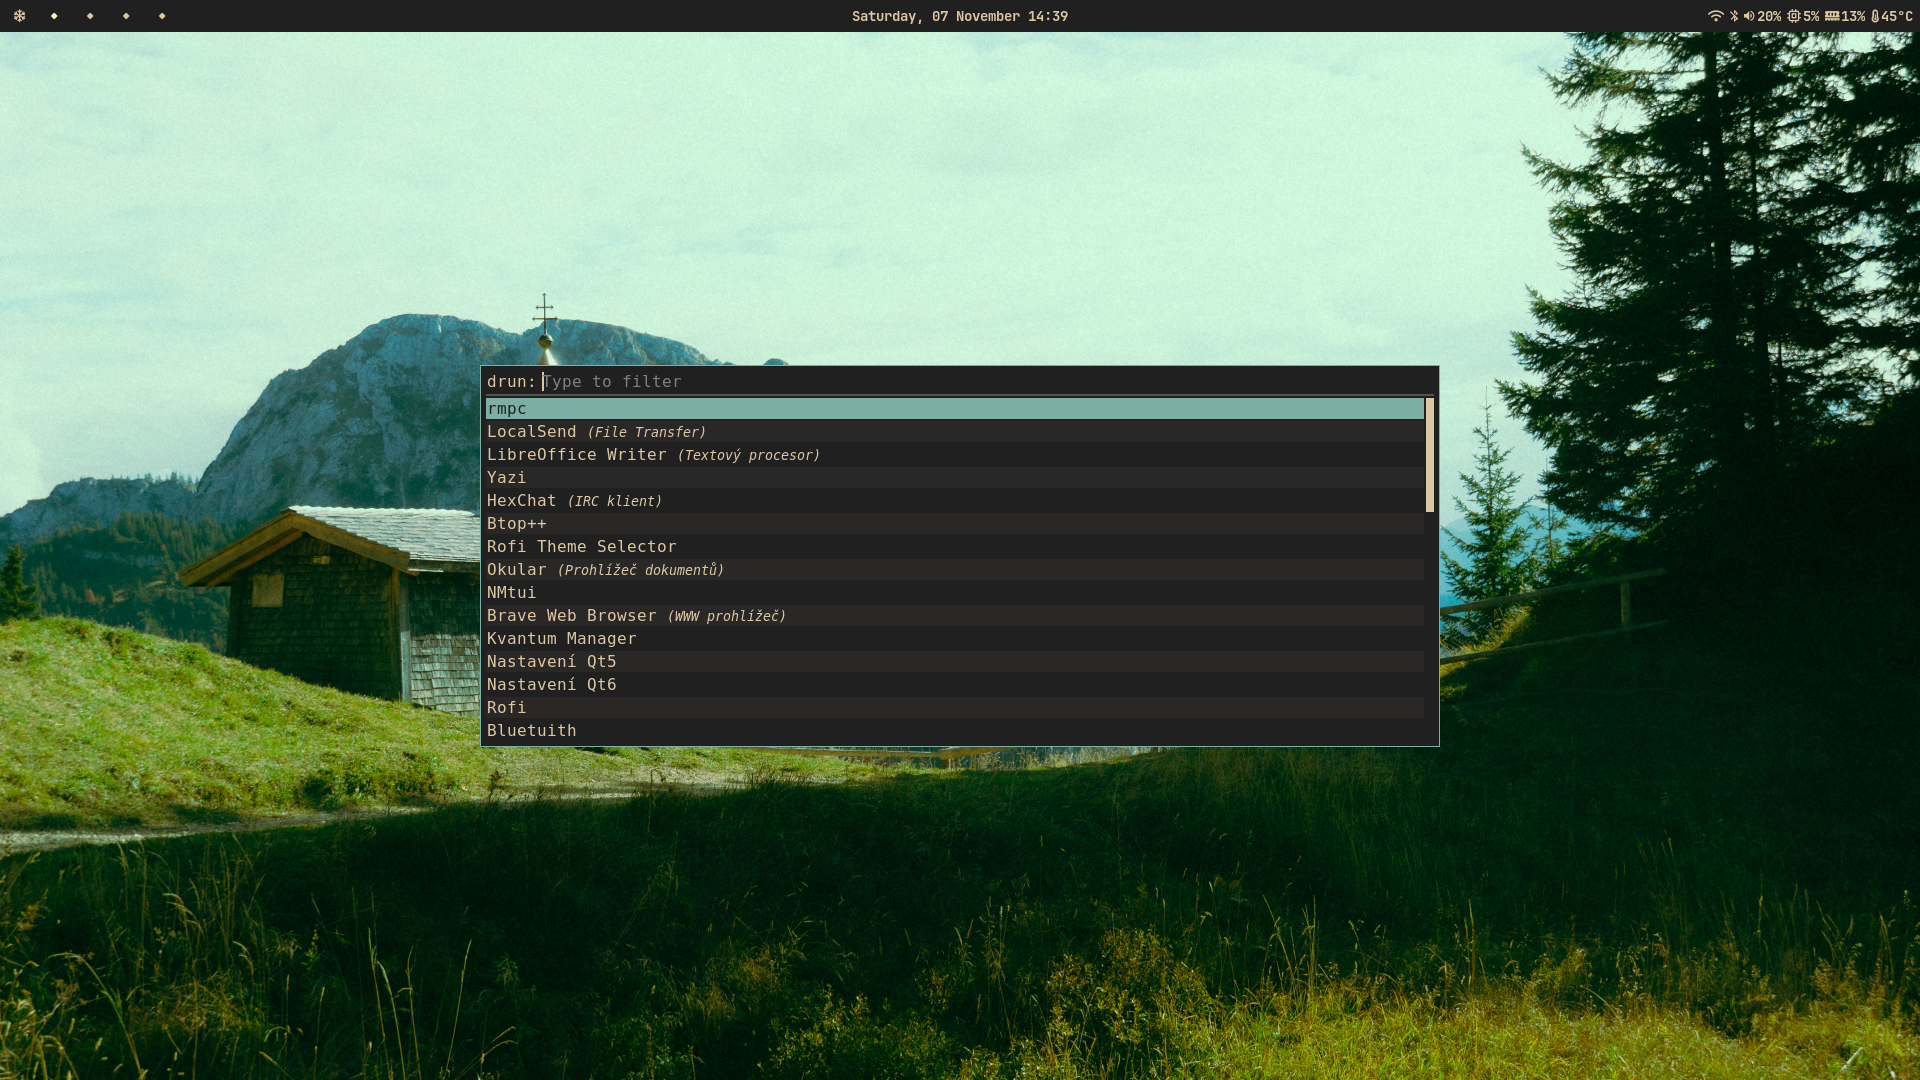 Saturday, 07 November 14:39
20% 5% 13% 45°C
drun: Type to filter
rmpc
LocalSend (File Transfer)
LibreOffice Writer (Textový procesor)
Yazi
HexChat (IRC klient)
Btop++
Rofi Theme Selector
Okular (Prohlížeč dokumentů)
NMtui
Brave Web Browser (WWW prohlížeč)
Kvantum Manager
Nastavení Qt5
Nastavení Qt6
Rofi
Bluetuith